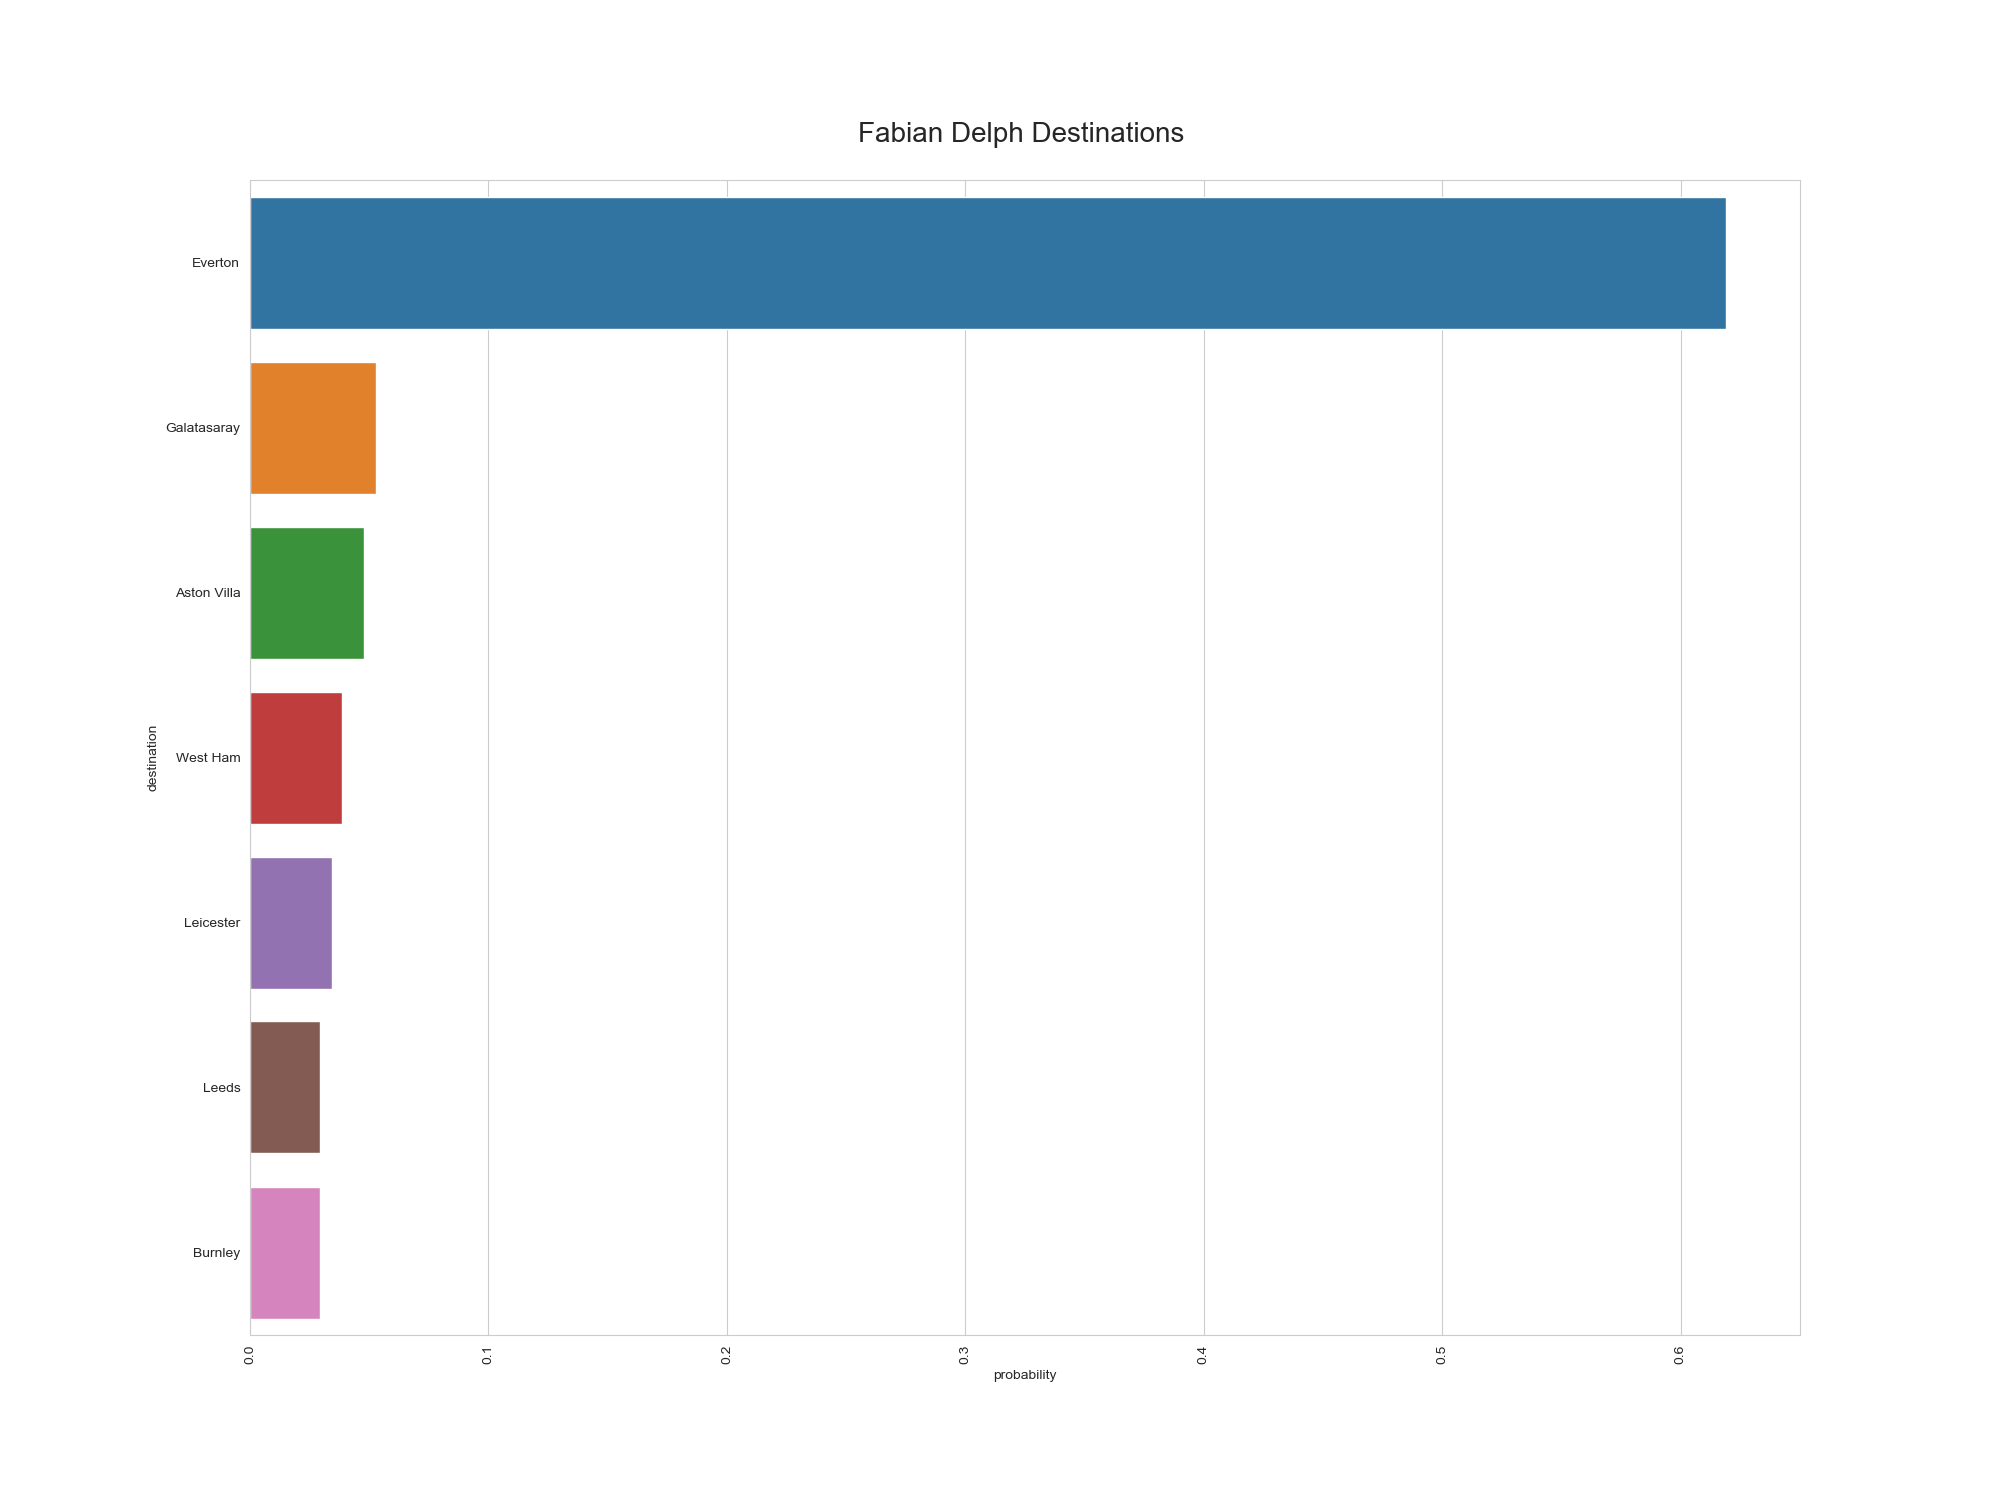 Fabian Delph Destinations
Everton
Galatasaray
Aston Villa
West Ham
Leicester
Leeds
Burnley
destination
0.0
0.1
0.2
0.3
0.4
0.5
0.6
probability